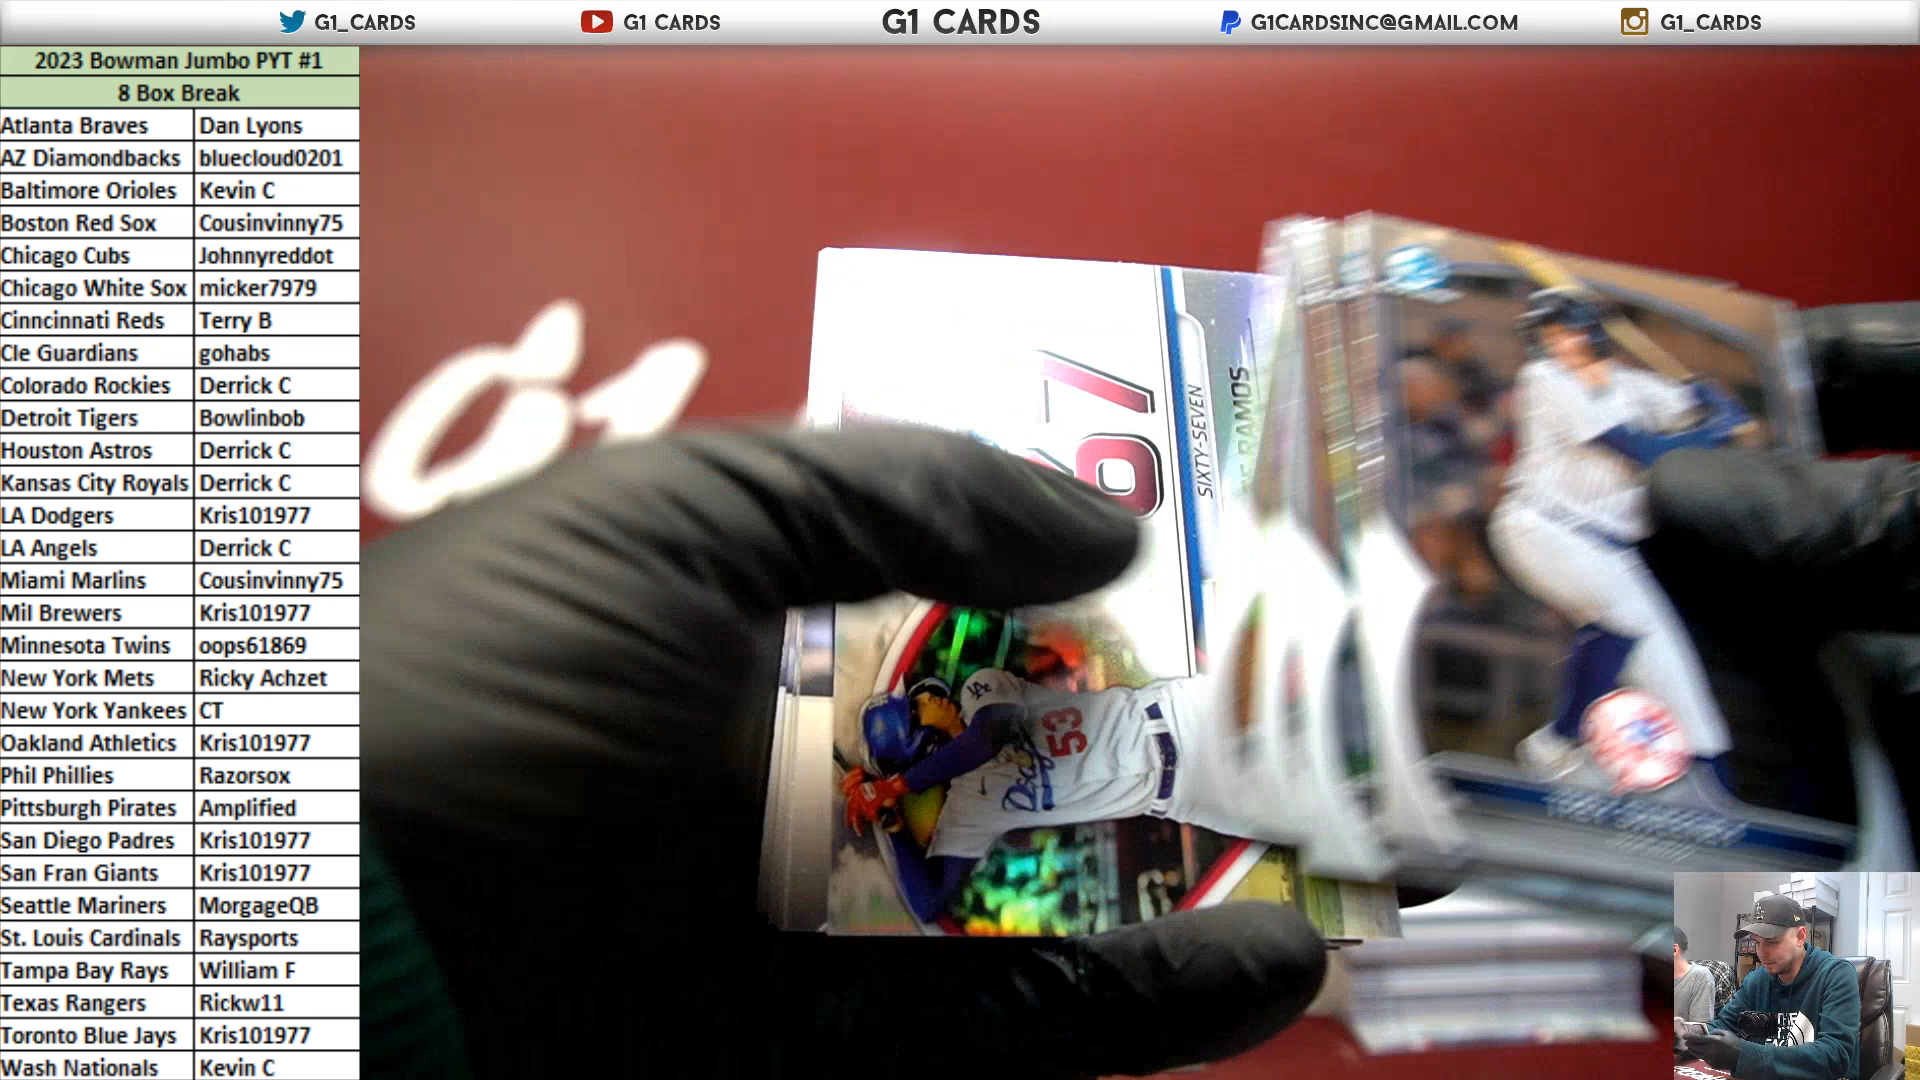 G1_CARDS
G1 CARDS
G1 CARDS
G1CARDSINC@GMAIL.COM
G1_CARDS
2023 Bowman Jumbo PYT #1
8 Box Break
Atlanta Braves Dan Lyons
AZ Diamondbacks bluecloud0201
Baltimore Orioles Kevin C
Boston Red Sox Cousinvinny75
Chicago Cubs Johnnyreddot
Chicago White Sox micker7979
Cinncinnati Reds Terry B
Cle Guardians gohabs
Colorado Rockies Derrick C
Detroit Tigers Bowlinbob
Houston Astros Derrick C
Kansas City Royals Derrick C
LA Dodgers Kris101977
LA Angels Derrick C
Miami Marlins Cousinvinny75
Mil Brewers Kris101977
Minnesota Twins oops61869
New York Mets Ricky Achzet
New York Yankees CT
Oakland Athletics Kris101977
Phil Phillies Razorsox
Pittsburgh Pirates Amplified
San Diego Padres Kris101977
San Fran Giants Kris101977
Seattle Mariners MorgageQB
St. Louis Cardinals Raysports
Tampa Bay Rays William F
Texas Rangers Rickw11
Toronto Blue Jays Kris101977
Wash Nationals Kevin C
67
SIXTY-SEVEN
RAMOS
LA
Dodgers
53